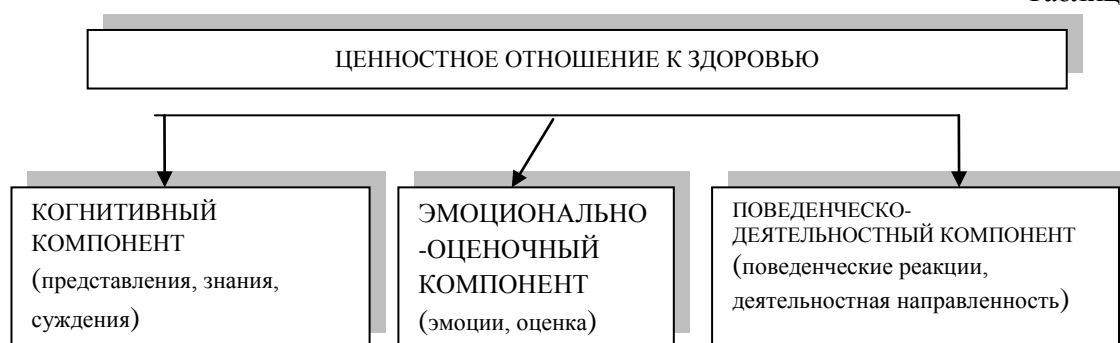 ЦЕННОСТНОЕ ОТНОШЕНИЕ К ЗДОРОВЬЮ
КОГНИТИВНЫЙ
КОМПОНЕНТ
(представления, знания,
суждения)
ЭМОЦИОНАЛЬНО
-ОЦЕНОЧНЫЙ
КОМПОНЕНТ
(эмоции, оценка)
ПОВЕДЕНЧЕСКО-
ДЕЯТЕЛЬНОСТНЫЙ КОМПОНЕНТ
(поведенческие реакции,
деятельностная направленность)